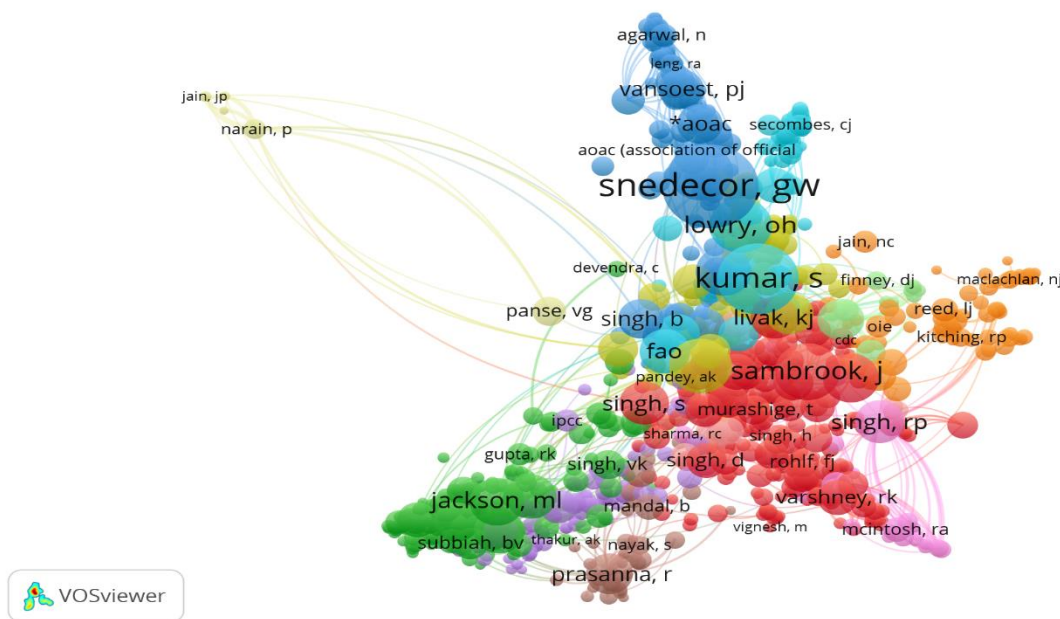 agarwal, n
leng, ra
vansoest, pj
jain, jp
narain, p
*aoac
secombes, cj
aoac (association of official
snedecor, gw
lowry, oh
jain, nc
devendra, c
kumar, s
finney, dj
maclachlan, nj
panse, vg
singh, b
livak, kj
reed, lj
oie
kitching, rp
cdc
fao
sambrook, j
pandey, ak
singh, s
murashige, t
singh, rp
ipcc
sharma, rc
singh, h
gupta, rk
singh, vk
singh, d
rohlf, fj
jackson, ml
mandal, b
varshney, rk
vignesh, m
mcintosh, ra
subbiah, bv
thakur, ak
nayak, s
prasanna, r
VOSviewer